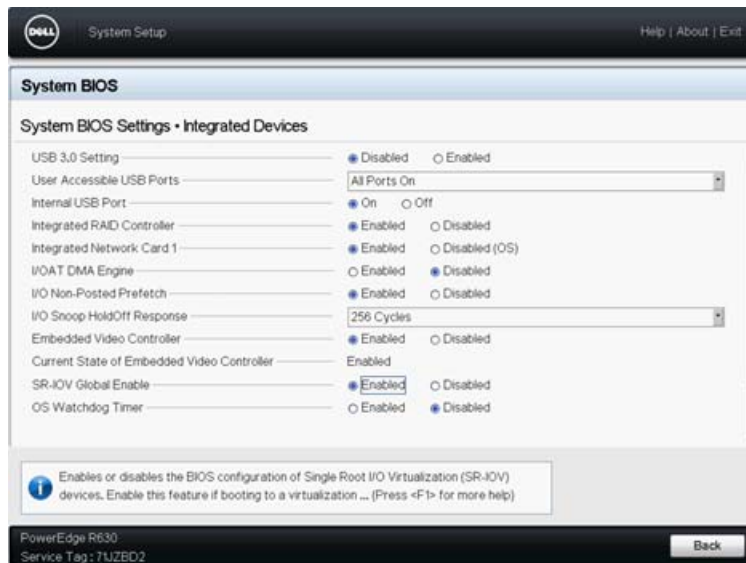 DELL
System Setup
Help | About | Exit
System BIOS
System BIOS Settings • Integrated Devices
USB 3.0 Setting Disabled Enabled
User Accessible USB Ports All Ports On
Internal USB Port On Off
Integrated RAID Controller Enabled Disabled
Integrated Network Card 1 Enabled Disabled (OS)
I/OAT DMA Engine Enabled Disabled
I/O Non-Posted Prefetch Enabled Disabled
I/O Snoop HoldOff Response 256 Cycles
Embedded Video Controller Enabled Disabled
Current State of Embedded Video Controller Enabled
SR-IOV Global Enable Enabled Disabled
OS Watchdog Timer Enabled Disabled
Enables or disables the BIOS configuration of Single Root I/O Virtualization (SR-IOV)
devices. Enable this feature if booting to a virtualization ... (Press <F1> for more help)
PowerEdge R630
Service Tag : 71JZBD2
Back